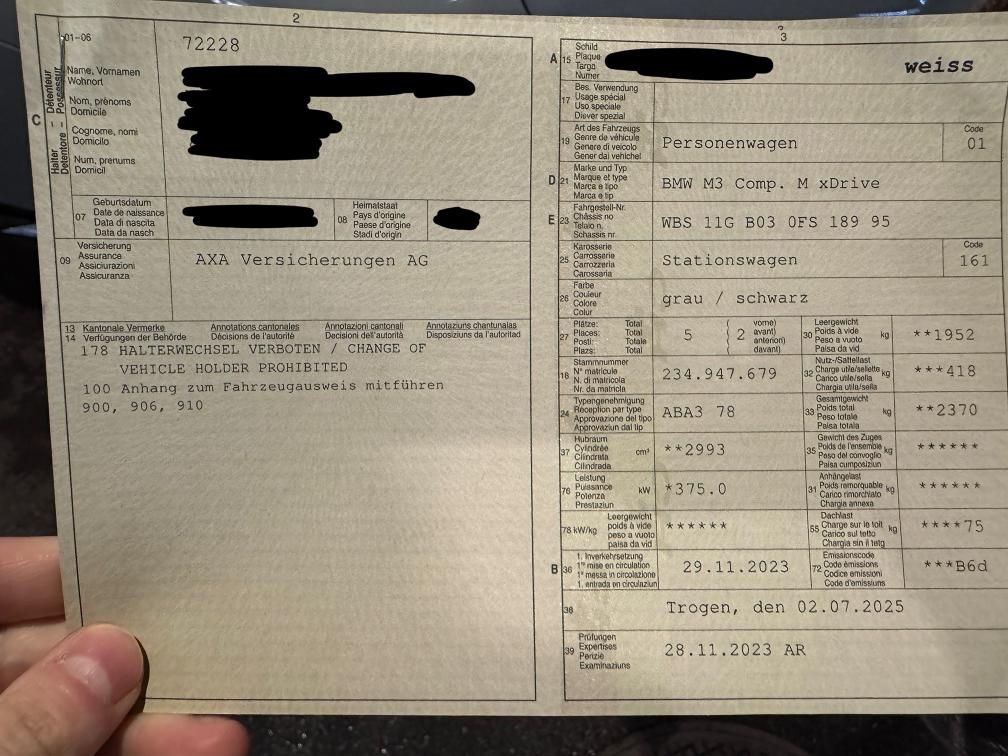 2
01-06
72228
C
Halter – Détenteur
Detentore – Possessur
Name, Vornamen
Wohnort
Nom, prénoms
Domicile
Cognome, nomi
Domicilo
Num, prenums
Domicil
07
Geburtsdatum
Date de naissance
Data di nascita
Data da nasch
08
Heimatstaat
Pays d'origine
Paese d'origine
Stadi d'origin
09
Versicherung
Assurance
Assicurazioni
Assicuranza
AXA Versicherungen AG
13 Kantonale Vermerke Annotations cantonales Annotazioni cantonali Annotaziuns chantunalas
14 Verfügungen der Behörde Décisions de l'autorité Decisioni dell'autorità Disposiziuns da l'autoritad
178 HALTERWECHSEL VERBOTEN / CHANGE OF
VEHICLE HOLDER PROHIBITED
100 Anhang zum Fahrzeugausweis mitführen
900, 906, 910
3
A 15
Schild
Plaque
Targa
Numer
weiss
17
Bes. Verwendung
Usage spécial
Uso speciale
Diever spezial
19
Art des Fahrzeugs
Genre de véhicule
Genere di veicolo
Gener dal vehichel
Personenwagen
Code
01
D 21
Marke und Typ
Marque et type
Marca e tipo
Marca e tip
BMW M3 Comp. M xDrive
E 23
Fahrgestell-Nr.
Châssis no
Telaio n.
Schassis nr.
WBS 11G B03 0FS 189 95
25
Karosserie
Carrosserie
Carrozzeria
Carossaria
Stationswagen
Code
161
26
Farbe
Couleur
Colore
Colur
grau / schwarz
27
Plätze: Total
Places: Total
Posti: Totale
Plazs: Total
5
2
vorne)
avant)
anteriori)
davant)
30
Leergewicht
Poids à vide
Peso a vuoto
Paisa da vid
kg
**1952
18
Stammnummer
N° matricule
N. di matricola
Nr. da matricla
234.947.679
32
Nutz-/Sattellast
Charge utile/sellette
Carico utile/sella
Chargia utila/sella
kg
***418
24
Typengenehmigung
Réception par type
Approvazione del tipo
Approvaziun dal tip
ABA3 78
33
Gesamtgewicht
Poids total
Peso totale
Paisa totala
kg
**2370
37
Hubraum
Cylindrée
Cilindrata
Cilindrada
cm³
**2993
35
Gewicht des Zuges
Poids de l'ensemble
Peso del convoglio
Paisa cumposiziun
kg
******
76
Leistung
Puissance
Potenza
Prestaziun
kW
*375.0
31
Anhängelast
Poids remorquable
Carico rimorchiato
Chargia annexa
kg
******
78 kW/kg
Leergewicht
poids à vide
peso a vuoto
paisa da vid
******
55
Dachlast
Charge sur le toit
Carico sul tetto
Chargia sin il tetg
kg
****75
B 36
1. Inverkehrsetzung
1re mise en circulation
1a messa in circolazione
1. entrada en circulaziun
29.11.2023
72
Emissionscode
Code émissions
Codice emissioni
Code d'emissiuns
***B6d
38
Trogen, den 02.07.2025
39
Prüfungen
Expertises
Perizie
Examinaziuns
28.11.2023 AR